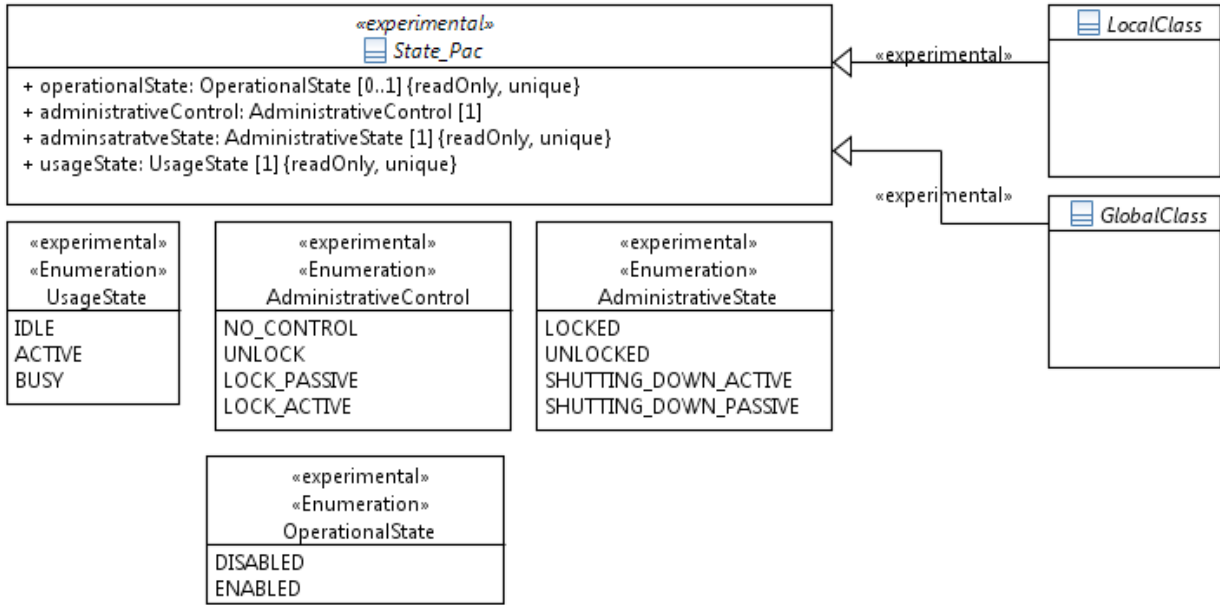 «experimental»
State_Pac
+ operationalState: OperationalState [0..1] {readOnly, unique}
+ administrativeControl: AdministrativeControl [1]
+ adminsatratveState: AdministrativeState [1] {readOnly, unique}
+ usageState: UsageState [1] {readOnly, unique}
«experimental»
LocalClass
«experimental»
GlobalClass
«experimental»
«Enumeration»
UsageState
IDLE
ACTIVE
BUSY
«experimental»
«Enumeration»
AdministrativeControl
NO_CONTROL
UNLOCK
LOCK_PASSIVE
LOCK_ACTIVE
«experimental»
«Enumeration»
AdministrativeState
LOCKED
UNLOCKED
SHUTTING_DOWN_ACTIVE
SHUTTING_DOWN_PASSIVE
«experimental»
«Enumeration»
OperationalState
DISABLED
ENABLED